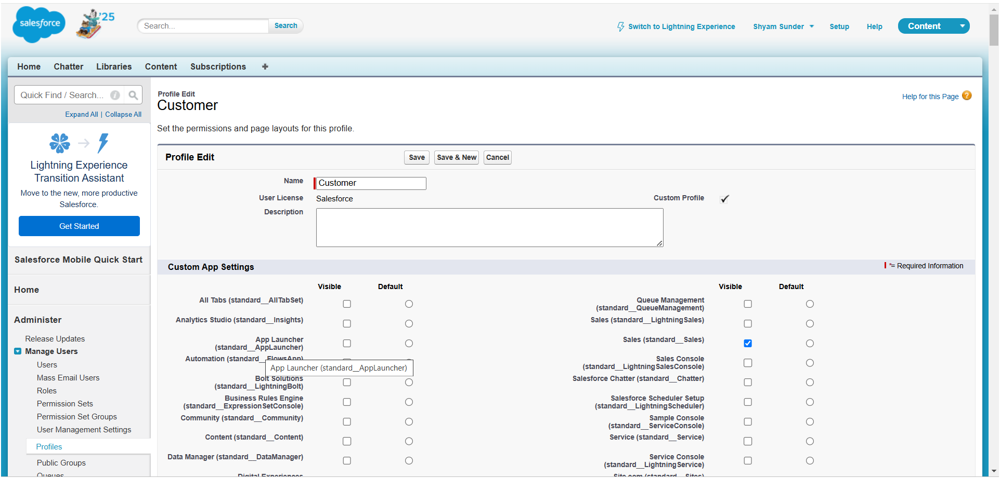 salesforce
'25
Search...
Search
Switch to Lightning Experience
Shyam Sunder
Setup
Help
Content
Home
Chatter
Libraries
Content
Subscriptions
+
Quick Find / Search...
i
Expand All | Collapse All
Lightning Experience
Transition Assistant
Move to the new, more productive
Salesforce.
Get Started
Salesforce Mobile Quick Start
Home
Administer
Release Updates
Manage Users
Users
Mass Email Users
Roles
Permission Sets
Permission Set Groups
User Management Settings
Profiles
Public Groups
Queues
Profile Edit
Customer
Help for this Page ?
Set the permissions and page layouts for this profile.
Profile Edit
Save
Save & New
Cancel
Name
Customer
User License
Salesforce
Custom Profile
Description
Custom App Settings
* = Required Information
Visible
Default
Visible
Default
All Tabs (standard__AllTabSet)
Queue Management
(standard__QueueManagement)
Analytics Studio (standard__Insights)
Sales (standard__LightningSales)
App Launcher
(standard__AppLauncher)
Sales (standard__Sales)
Automation (standard__FlowsApp)
App Launcher (standard__AppLauncher)
Sales Console
(standard__LightningSalesConsole)
Bolt Solutions
(standard__LightningBolt)
Salesforce Chatter (standard__Chatter)
Business Rules Engine
(standard__ExpressionSetConsole)
Salesforce Scheduler Setup
(standard__LightningScheduler)
Community (standard__Community)
Sample Console
(standard__ServiceConsole)
Content (standard__Content)
Service (standard__Service)
Data Manager (standard__DataManager)
Service Console
(standard__LightningService)
Digital Experiences
Site.com (standard__Sites)